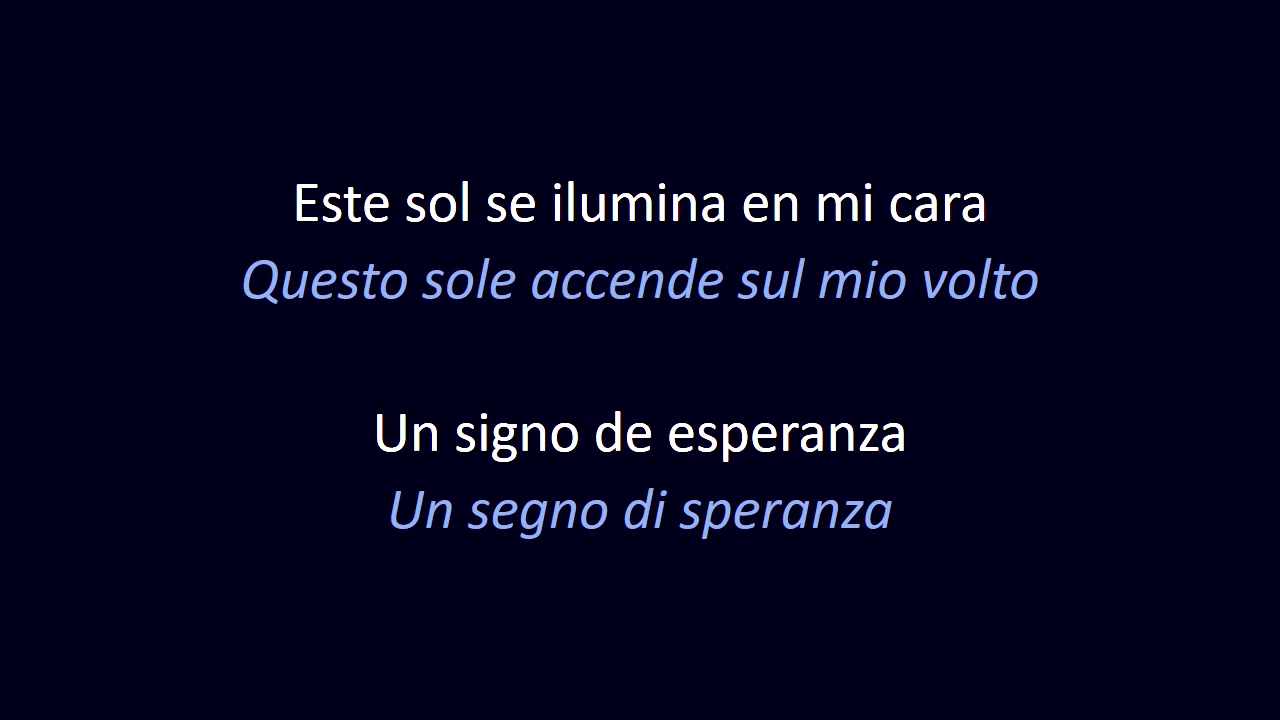 Este sol se ilumina en mi cara
Questo sole accende sul mio volto
Un signo de esperanza
Un segno di speranza